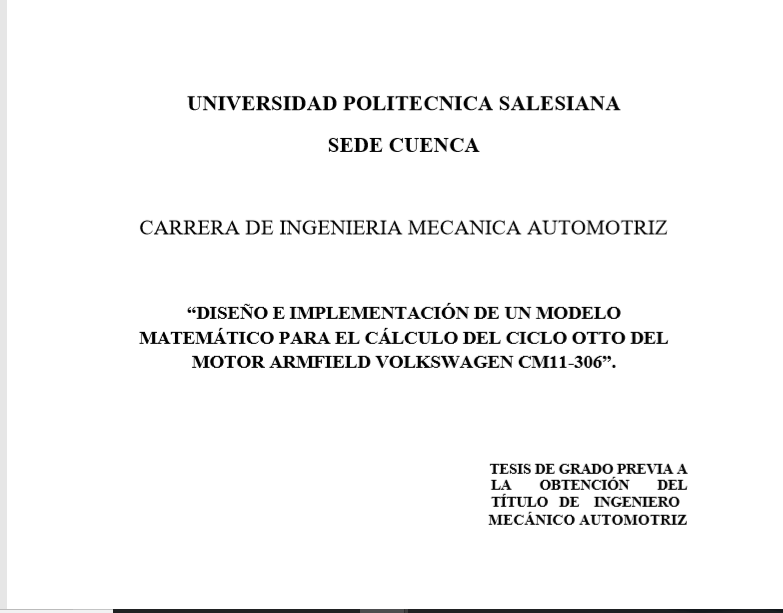 UNIVERSIDAD POLITECNICA SALESIANA
SEDE CUENCA
CARRERA DE INGENIERIA MECANICA AUTOMOTRIZ
“DISEÑO E IMPLEMENTACIÓN DE UN MODELO
MATEMÁTICO PARA EL CÁLCULO DEL CICLO OTTO DEL
MOTOR ARMFIELD VOLKSWAGEN CM11-306”.
TESIS DE GRADO PREVIA A
LA OBTENCIÓN DEL
TÍTULO DE INGENIERO
MECÁNICO AUTOMOTRIZ